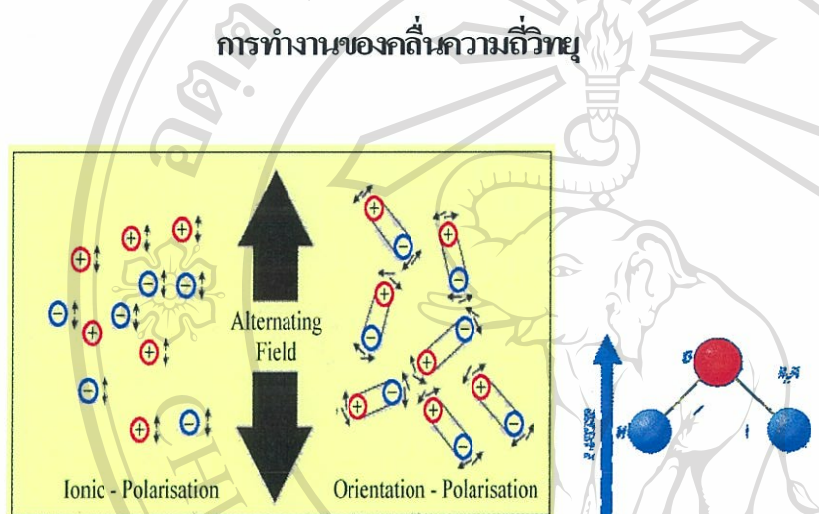 การทำงานของคลื่นความถี่วิทยุ
Alternating
Field
Ionic - Polarisation
Orientation - Polarisation